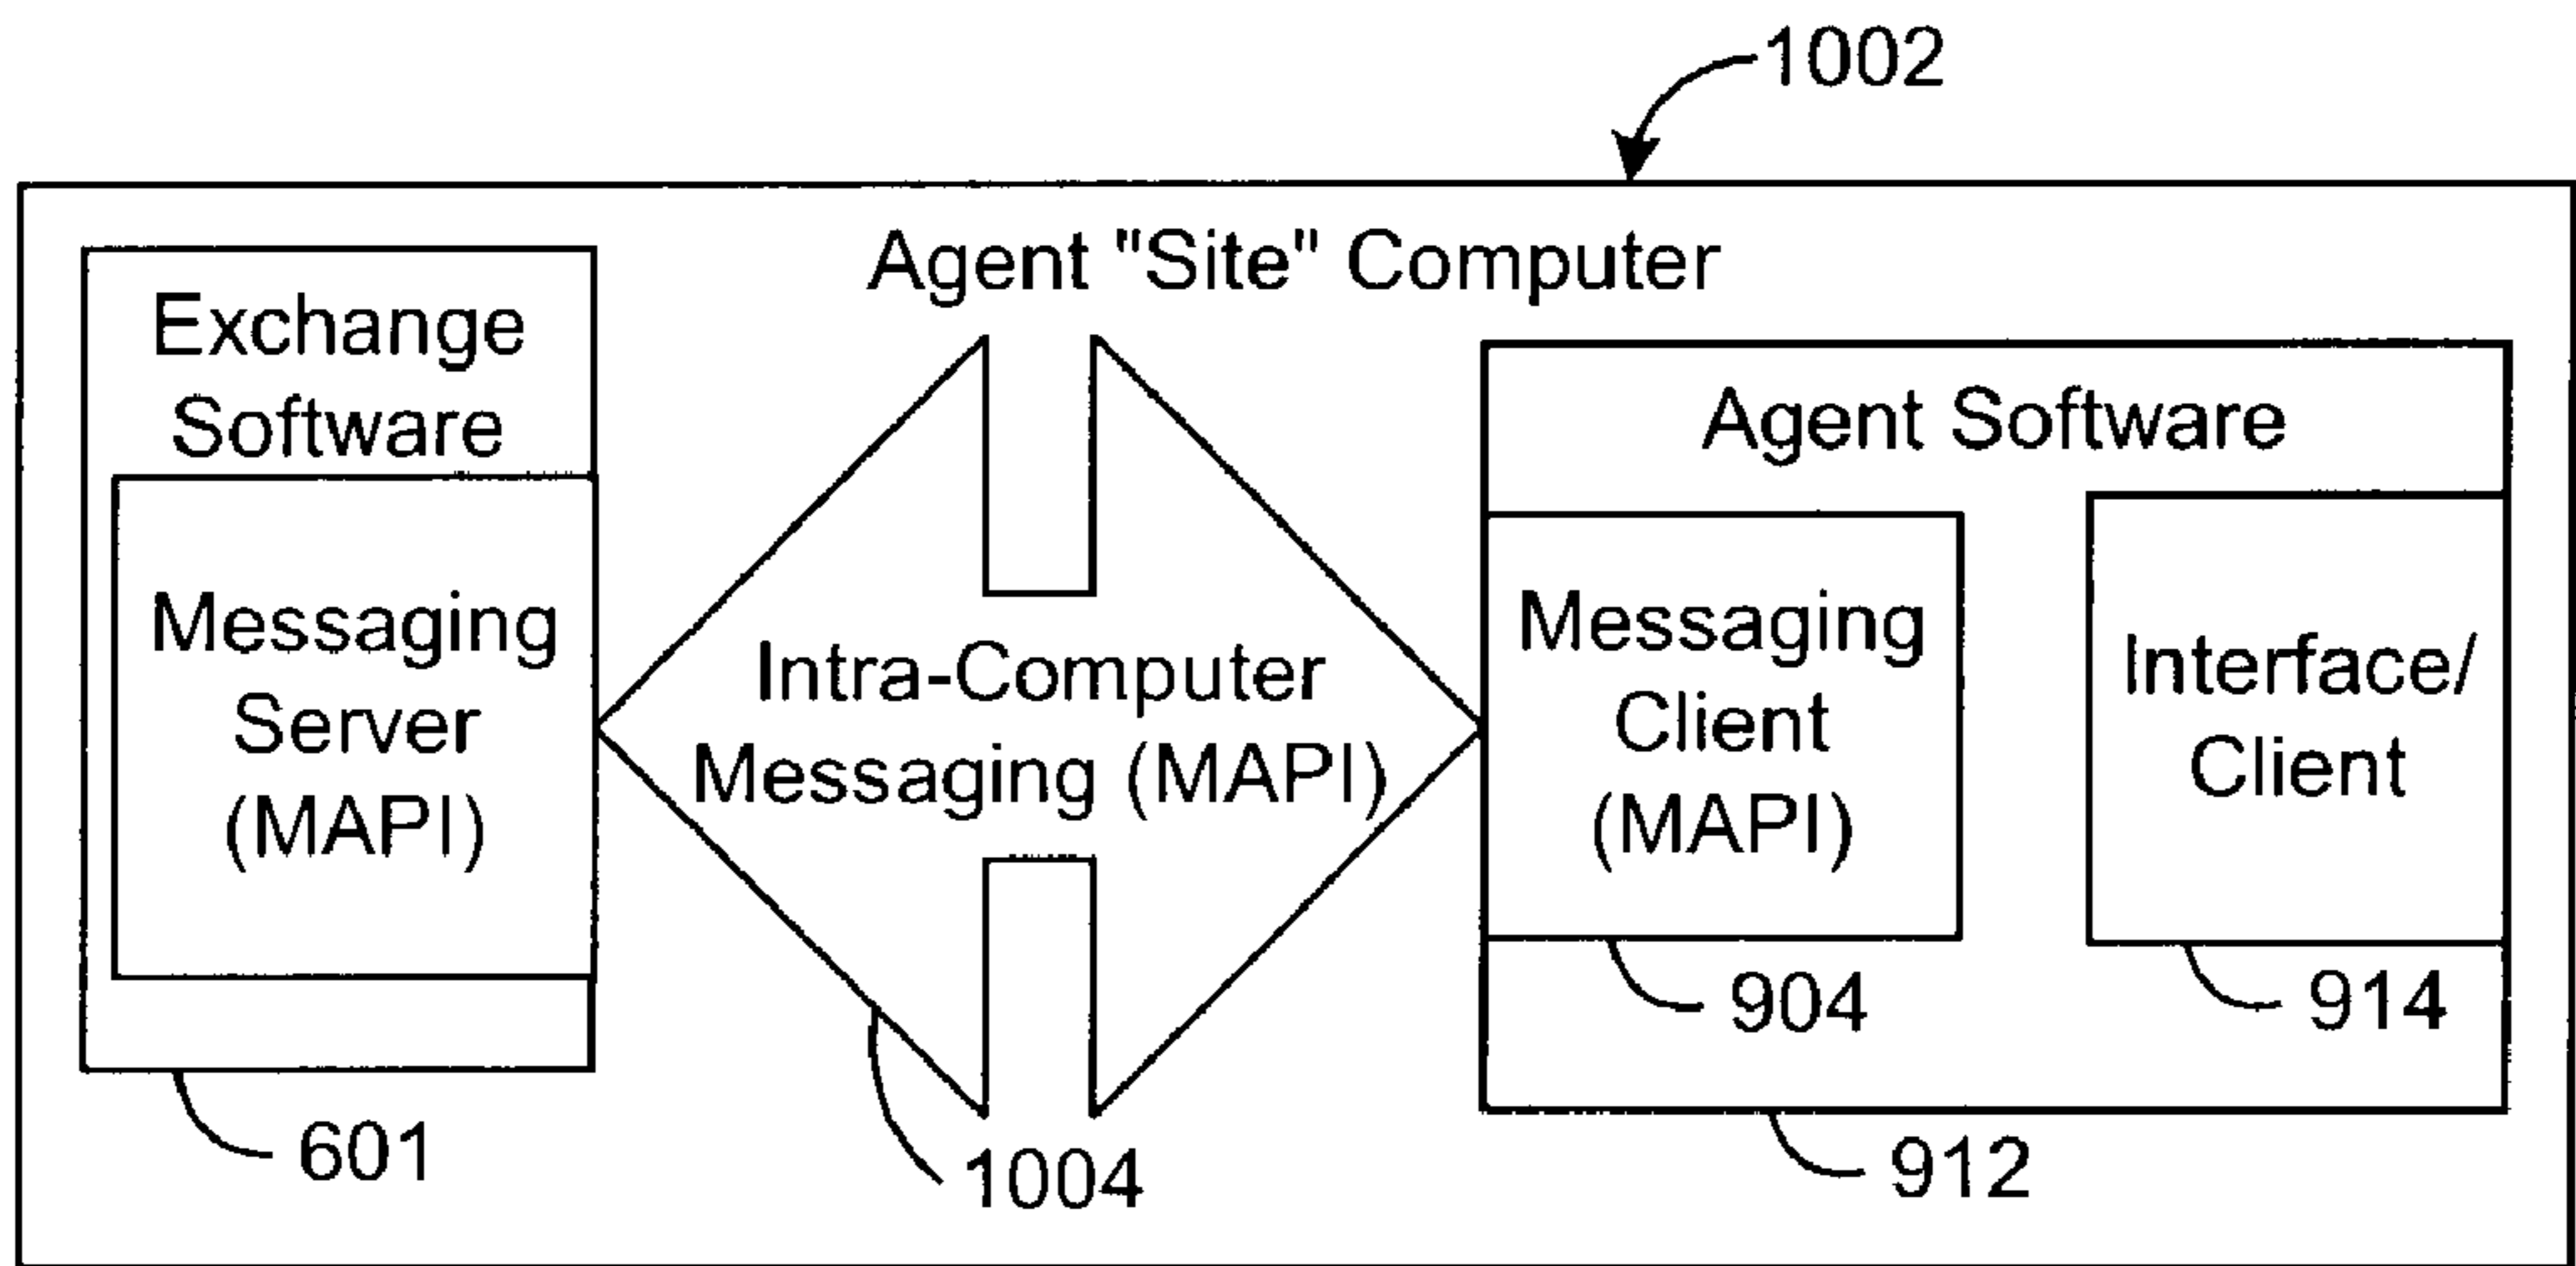 1002
Agent "Site" Computer
Exchange
Software
Messaging
Server
(MAPI)
601
Intra-Computer
Messaging (MAPI)
1004
Agent Software
Messaging
Client
(MAPI)
904
Interface/
Client
914
912